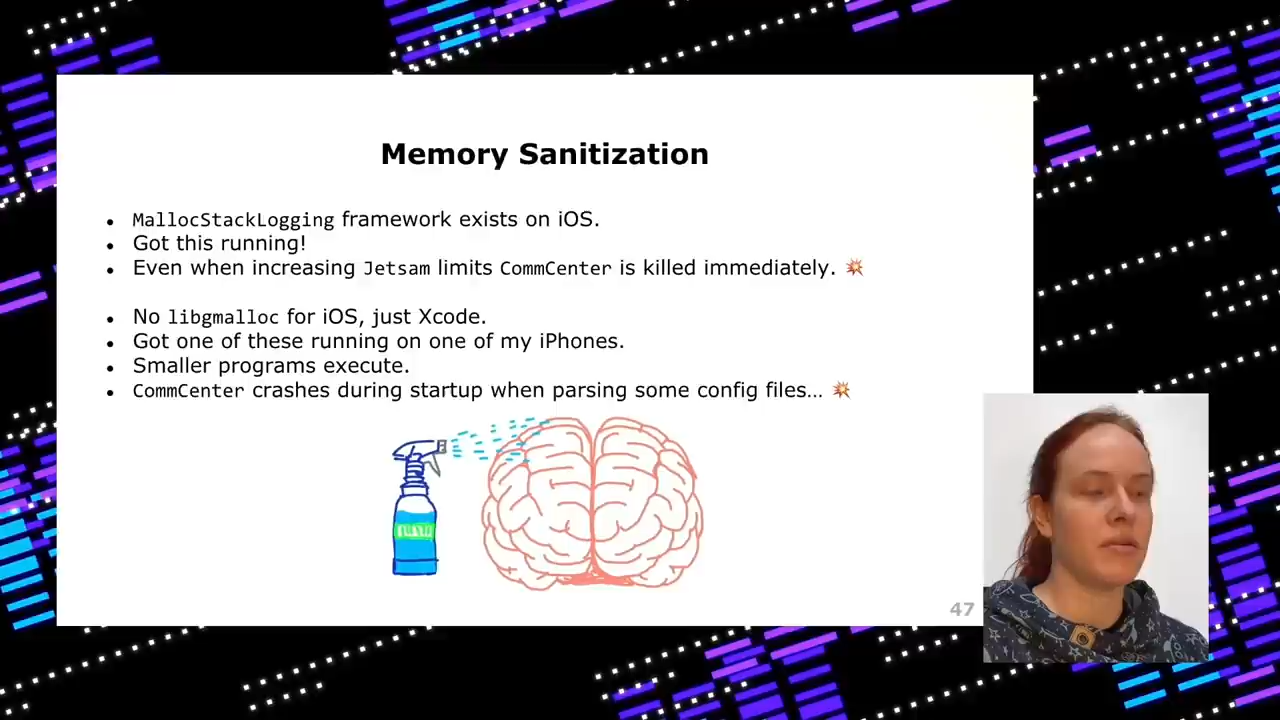 Memory Sanitization
• MallocStackLogging framework exists on iOS.
• Got this running!
• Even when increasing Jetsam limits CommCenter is killed immediately. 💥
• No libgmalloc for iOS, just Xcode.
• Got one of these running on one of my iPhones.
• Smaller programs execute.
• CommCenter crashes during startup when parsing some config files… 💥
47